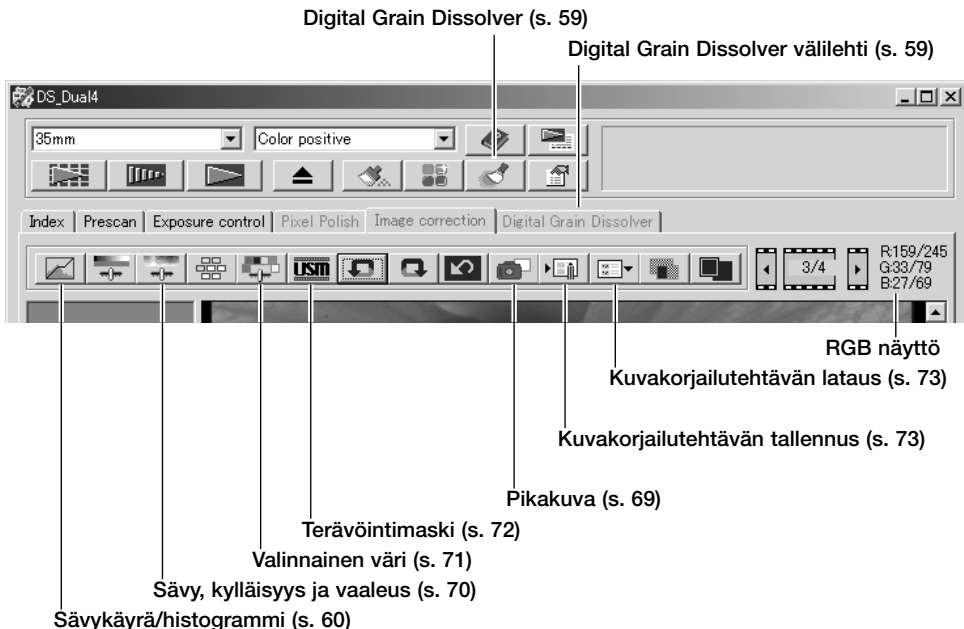 Digital Grain Dissolver (s. 59)
Digital Grain Dissolver välilehti (s. 59)
DS_Dual4
35mm
Color positive
Index
Prescan
Exposure control
Pixel Polish
Image correction
Digital Grain Dissolver
USM
3/4
R:159/245
G:33/79
B:27/69
RGB näyttö
Kuvakorjailutehtävän lataus (s. 73)
Kuvakorjailutehtävän tallennus (s. 73)
Pikakuva (s. 69)
Terävöintimaski (s. 72)
Valinnainen väri (s. 71)
Sävy, kylläisyys ja vaaleus (s. 70)
Sävykäyrä/histogrammi (s. 60)